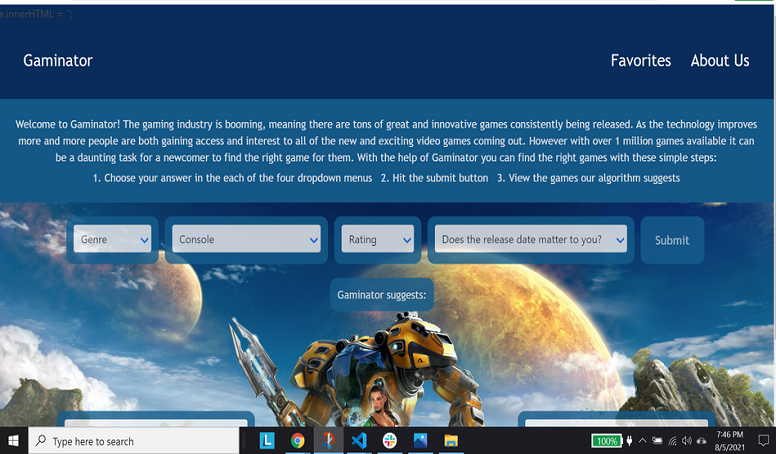 e.innerHTML = '';
Gaminator Favorites About Us
Welcome to Gaminator! The gaming industry is booming, meaning there are tons of great and innovative games consistently being released. As the technology improves
more and more people are both gaining access and interest to all of the new and exciting video games coming out. However with over 1 million games available it can
be a daunting task for a newcomer to find the right game for them. With the help of Gaminator you can find the right games with these simple steps:
1. Choose your answer in the each of the four dropdown menus 2. Hit the submit button 3. View the games our algorithm suggests
Genre Console Rating Does the release date matter to you? Submit
Gaminator suggests:
Type here to search L 100% 7:46 PM
8/5/2021